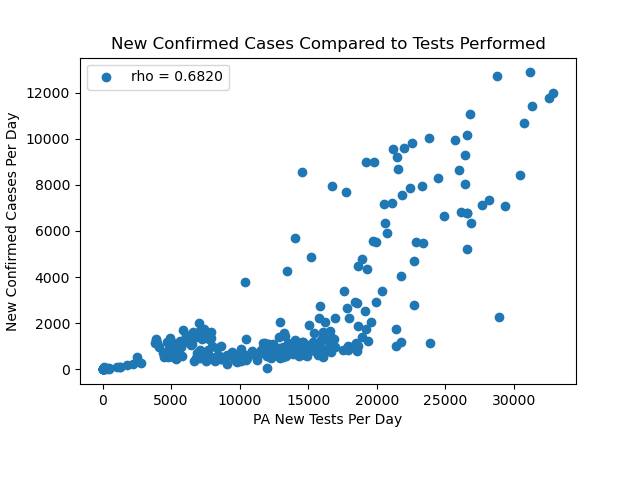 New Confirmed Cases Compared to Tests Performed
rho = 0.6820
12000
10000
8000
6000
4000
2000
0
New Confirmed Caeses Per Day
0 5000 10000 15000 20000 25000 30000
PA New Tests Per Day